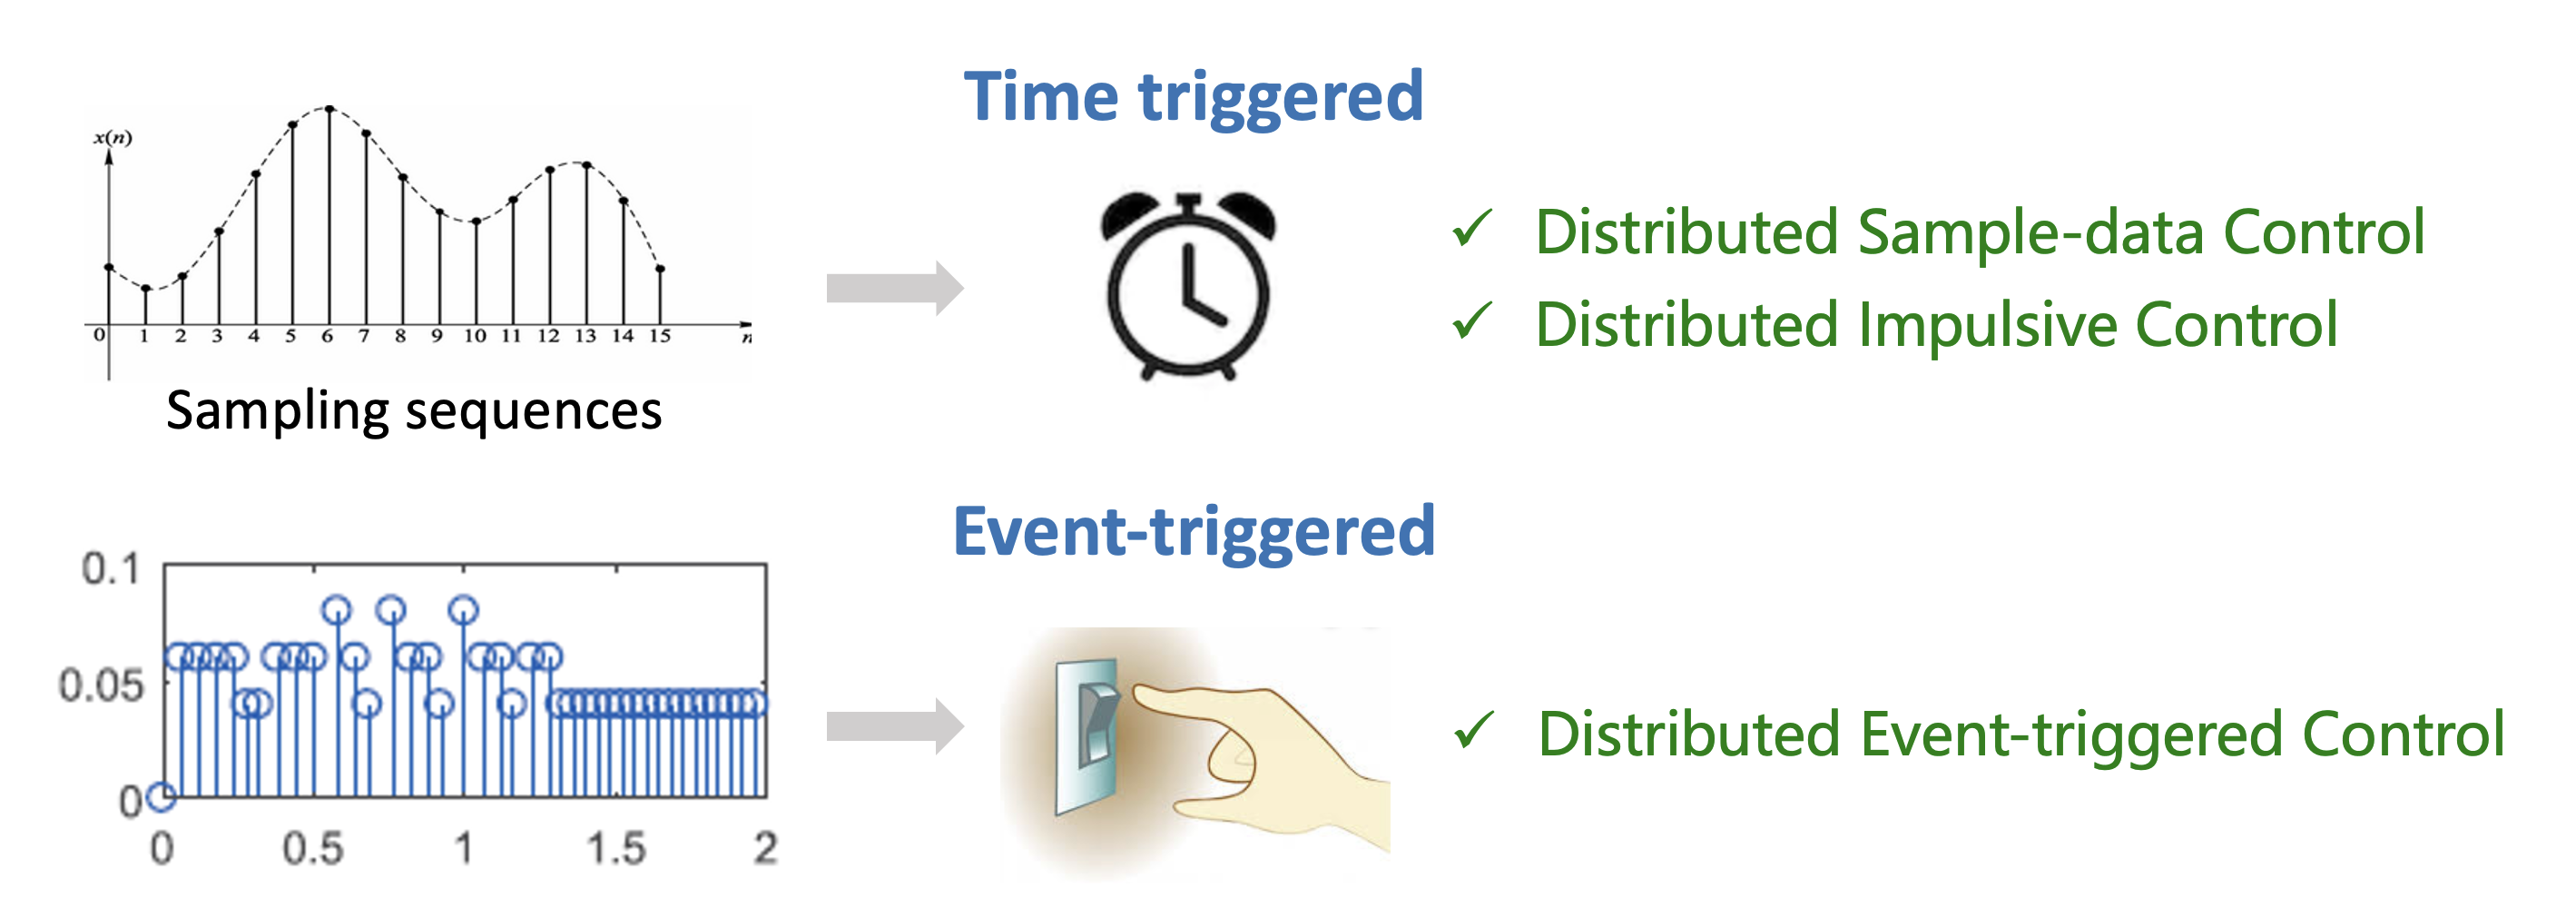 Time triggered
x(n)
0 1 2 3 4 5 6 7 8 9 10 11 12 13 14 15 n
Sampling sequences
✓ Distributed Sample-data Control
✓ Distributed Impulsive Control
Event-triggered
0.1
0.05
0
0 0.5 1 1.5 2
✓ Distributed Event-triggered Control